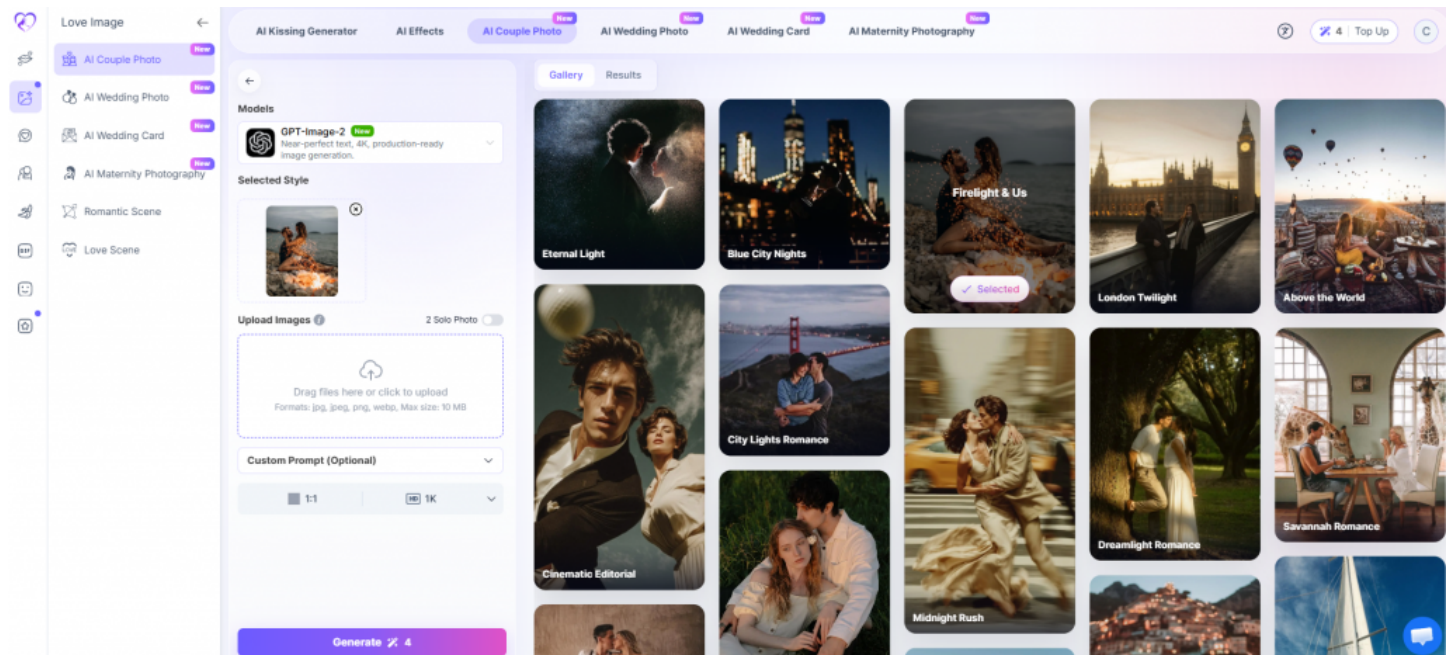 Love Image
AI Couple Photo
New
AI Wedding Photo
New
AI Wedding Card
New
AI Maternity Photography
New
Romantic Scene
Love Scene
GIF
AI Kissing Generator
AI Effects
AI Couple Photo
New
AI Wedding Photo
New
AI Wedding Card
New
AI Maternity Photography
New
4
Top Up
C
Models
GPT-Image-2 New
Near-perfect text, 4K, production-ready
image generation.
Selected Style
Upload Images
2 Solo Photo
Drag files here or click to upload
Formats: jpg, jpeg, png, webp, Max size: 10 MB
Custom Prompt (Optional)
1:1
HD 1K
Generate 4
Gallery
Results
Eternal Light
Blue City Nights
Firelight & Us
Selected
London Twilight
Above the World
Cinematic Editorial
City Lights Romance
Midnight Rush
Dreamlight Romance
Savannah Romance